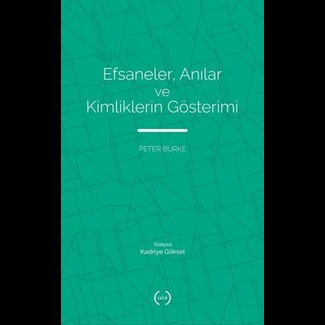 Efsaneler, Anılar
ve
Kimliklerin Gösterimi
PETER BURKE
Türkçesi
Kadriye Göksel